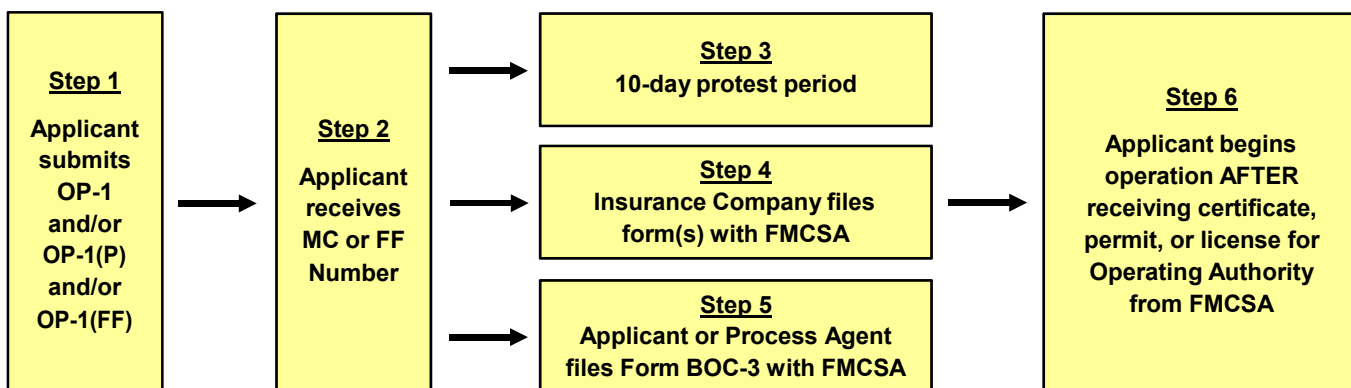 Step 1
Applicant
submits
OP-1
and/or
OP-1(P)
and/or
OP-1(FF)
Step 2
Applicant
receives
MC or FF
Number
Step 3
10-day protest period
Step 4
Insurance Company files
form(s) with FMCSA
Step 5
Applicant or Process Agent
files Form BOC-3 with FMCSA
Step 6
Applicant begins
operation AFTER
receiving certificate,
permit, or license for
Operating Authority
from FMCSA